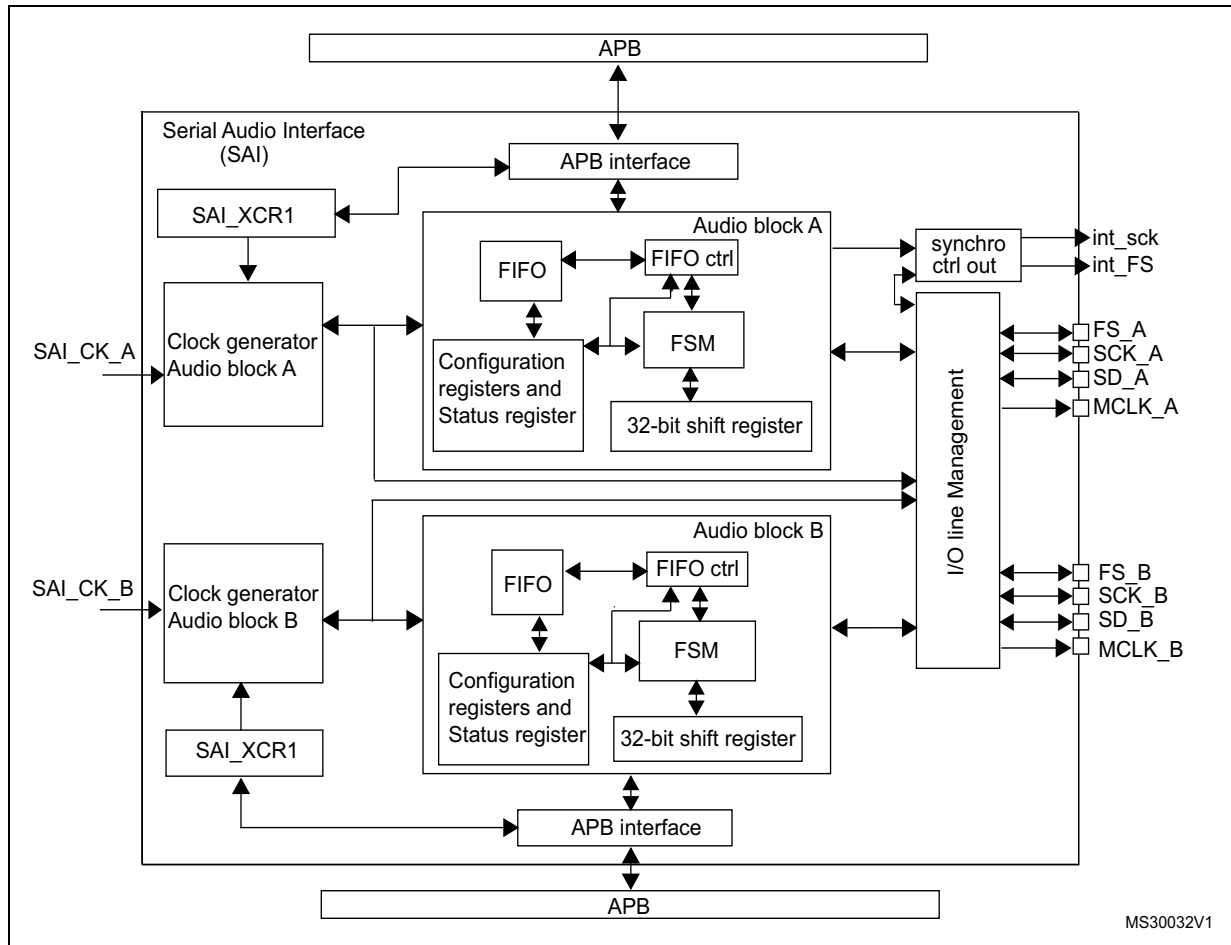 APB
Serial Audio Interface
(SAI)
APB interface
SAI_XCR1
Audio block A
synchro
ctrl out
int_sck
int_FS
FIFO
FIFO ctrl
Clock generator
Audio block A
SAI_CK_A
Configuration
registers and
Status register
FSM
32-bit shift register
I/O line Management
FS_A
SCK_A
SD_A
MCLK_A
Audio block B
FIFO
FIFO ctrl
Clock generator
Audio block B
SAI_CK_B
FSM
Configuration
registers and
Status register
32-bit shift register
FS_B
SCK_B
SD_B
MCLK_B
SAI_XCR1
APB interface
APB
MS30032V1